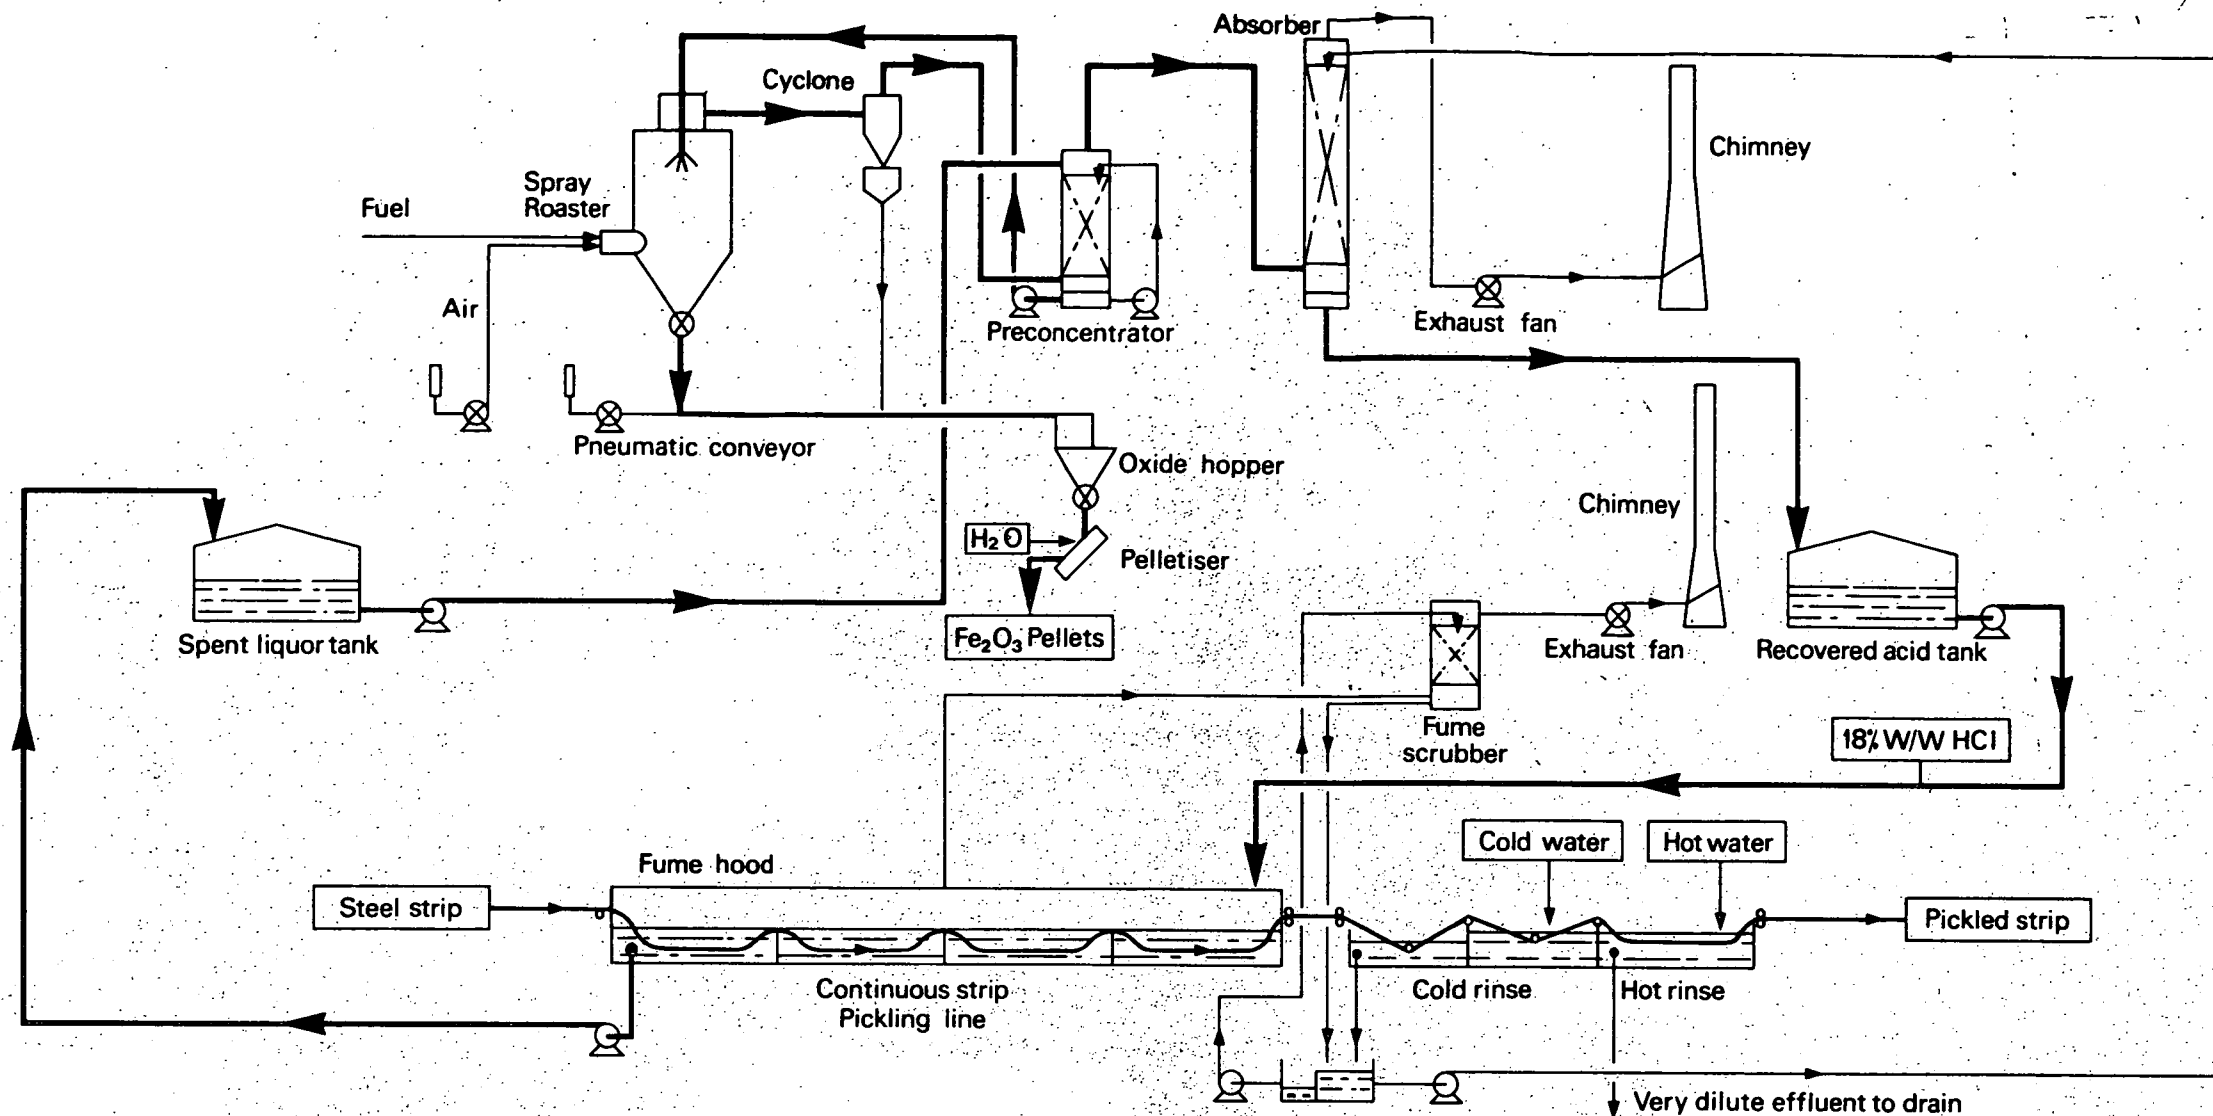 Absorber
Cyclone
Chimney
Spray
Roaster
Fuel
Air
Preconcentrator
Exhaust fan
Pneumatic conveyor
Oxide hopper
Chimney
H₂O
Pelletiser
Fe₂O₃ Pellets
Spent liquor tank
Exhaust fan
Recovered acid tank
Fume
scrubber
18% W/W HCl
Cold water
Hot water
Fume hood
Steel strip
Pickled strip
Continuous strip
Pickling line
Cold rinse
Hot rinse
Very dilute effluent to drain